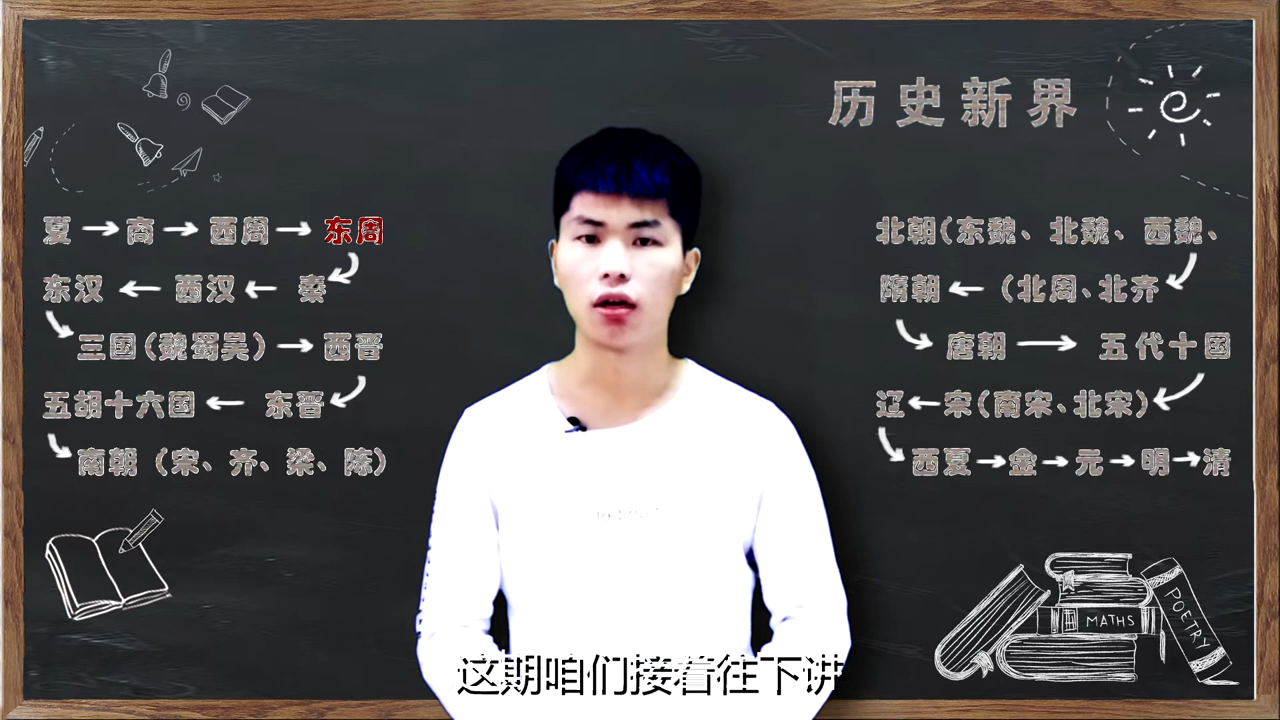 历史新界
夏→商→西周→东周
东汉←西汉←秦
三国(魏蜀吴)→西晋
五胡十六国←东晋
南朝(宋、齐、梁、陈)
北朝(东魏、北魏、西魏、
隋朝←(北周、北齐
唐朝→五代十国
辽←宋(南宋、北宋)
西夏→金→元→明→清
MATHS
POETRY
这期咱们接着往下讲